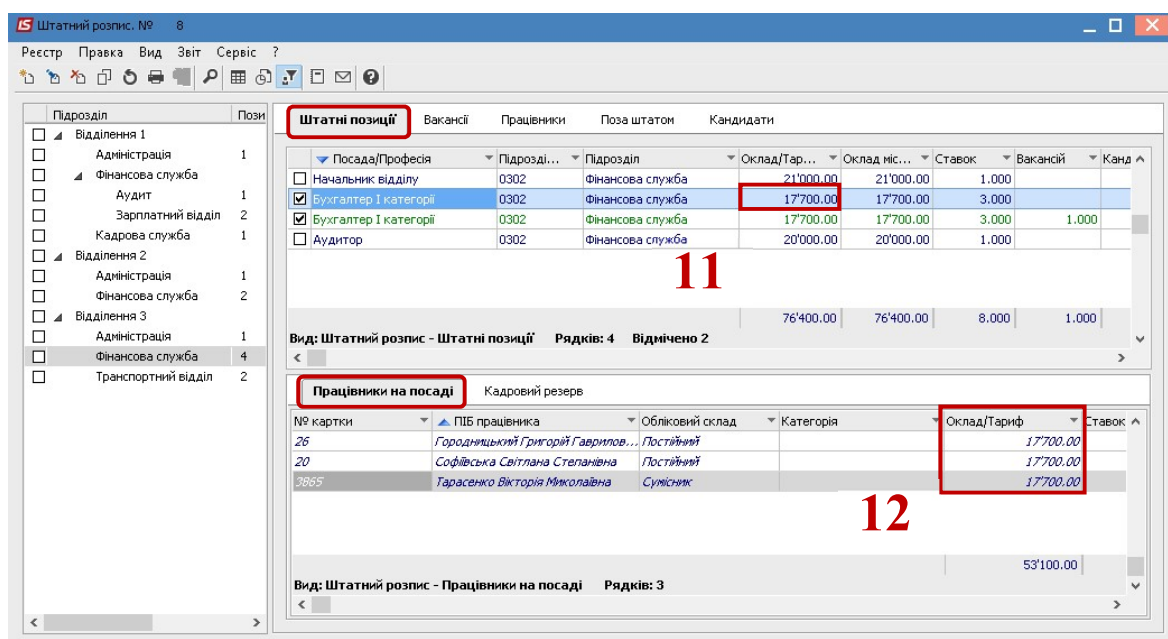 IS Штатний розпис. № 8
Реєстр Правка Вид Звіт Сервіс ?
Підрозділ Пози
Відділення 1
Адміністрація 1
Фінансова служба
Аудит 1
Зарплатний відділ 2
Кадрова служба 1
Відділення 2
Адміністрація 1
Фінансова служба 2
Відділення 3
Адміністрація 1
Фінансова служба 4
Транспортний відділ 2
Штатні позиції Вакансії Працівники Поза штатом Кандидати
Посада/Професія Підрозді... Підрозділ Оклад/Тар... Оклад міс... Ставок Вакансій Канд
Начальник відділу 0302 Фінансова служба 21'000.00 21'000.00 1.000
Бухгалтер I категорії 0302 Фінансова служба 17'700.00 17'700.00 3.000
Бухгалтер I категорії 0302 Фінансова служба 17'700.00 17'700.00 3.000 1.000
Аудитор 0302 Фінансова служба 20'000.00 20'000.00 1.000
11
76'400.00 76'400.00 8.000 1.000
Вид: Штатний розпис - Штатні позиції Рядків: 4 Відмічено 2
Працівники на посаді Кадровий резерв
№ картки ПІБ працівника Обліковий склад Категорія Оклад/Тариф Ставок
26 Городницький Григорій Гаврилов... Постійний 17'700.00
20 Софіївська Світлана Степанівна Постійний 17'700.00
3865 Тарасенко Вікторія Миколаївна Сумісник 17'700.00
12
53'100.00
Вид: Штатний розпис - Працівники на посаді Рядків: 3